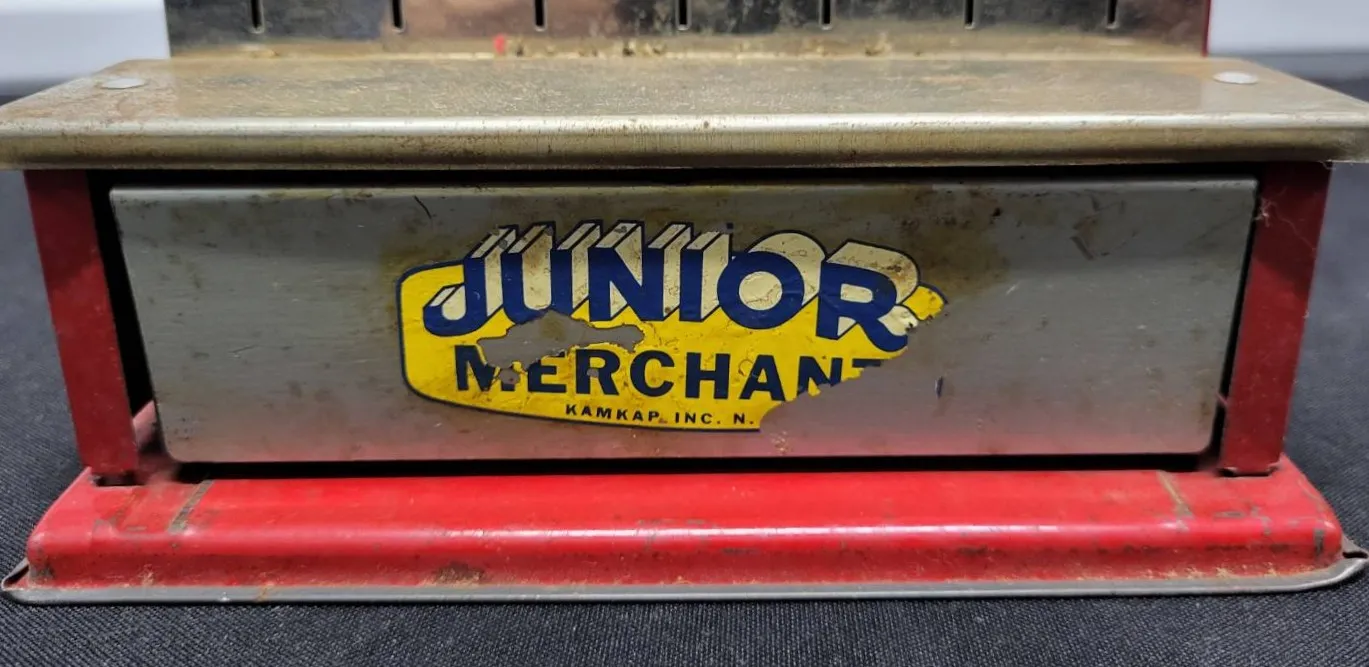 JUNIOR
MERCHANT
KAMKAP. INC. N.